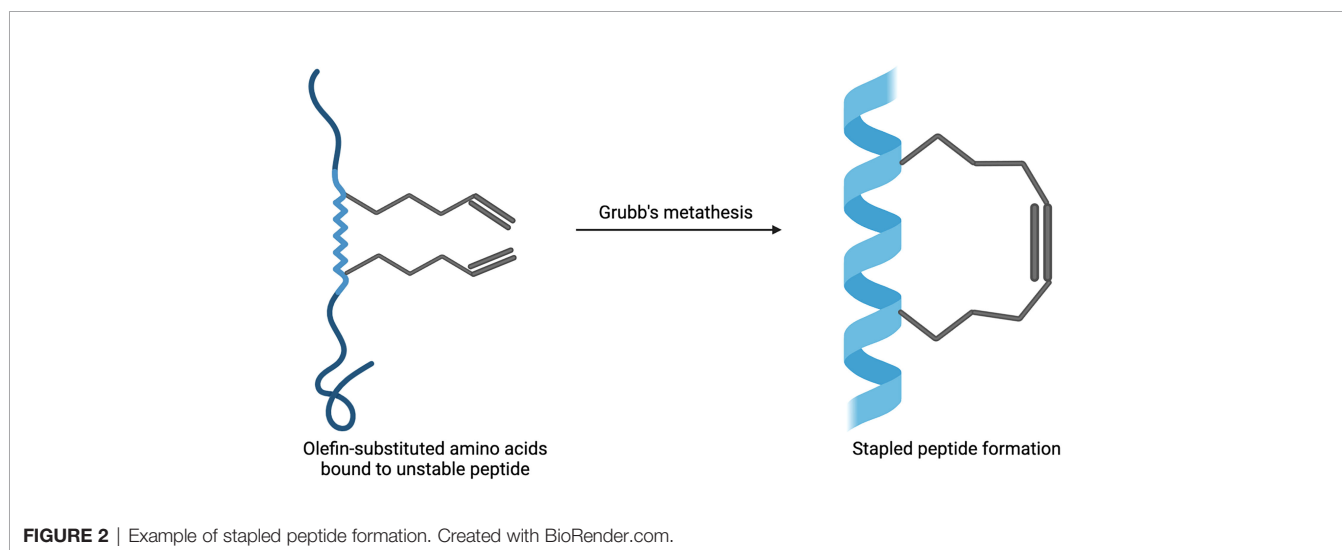 Grubb's metathesis
Olefin-substituted amino acids
bound to unstable peptide
Stapled peptide formation
FIGURE 2 | Example of stapled peptide formation. Created with BioRender.com.